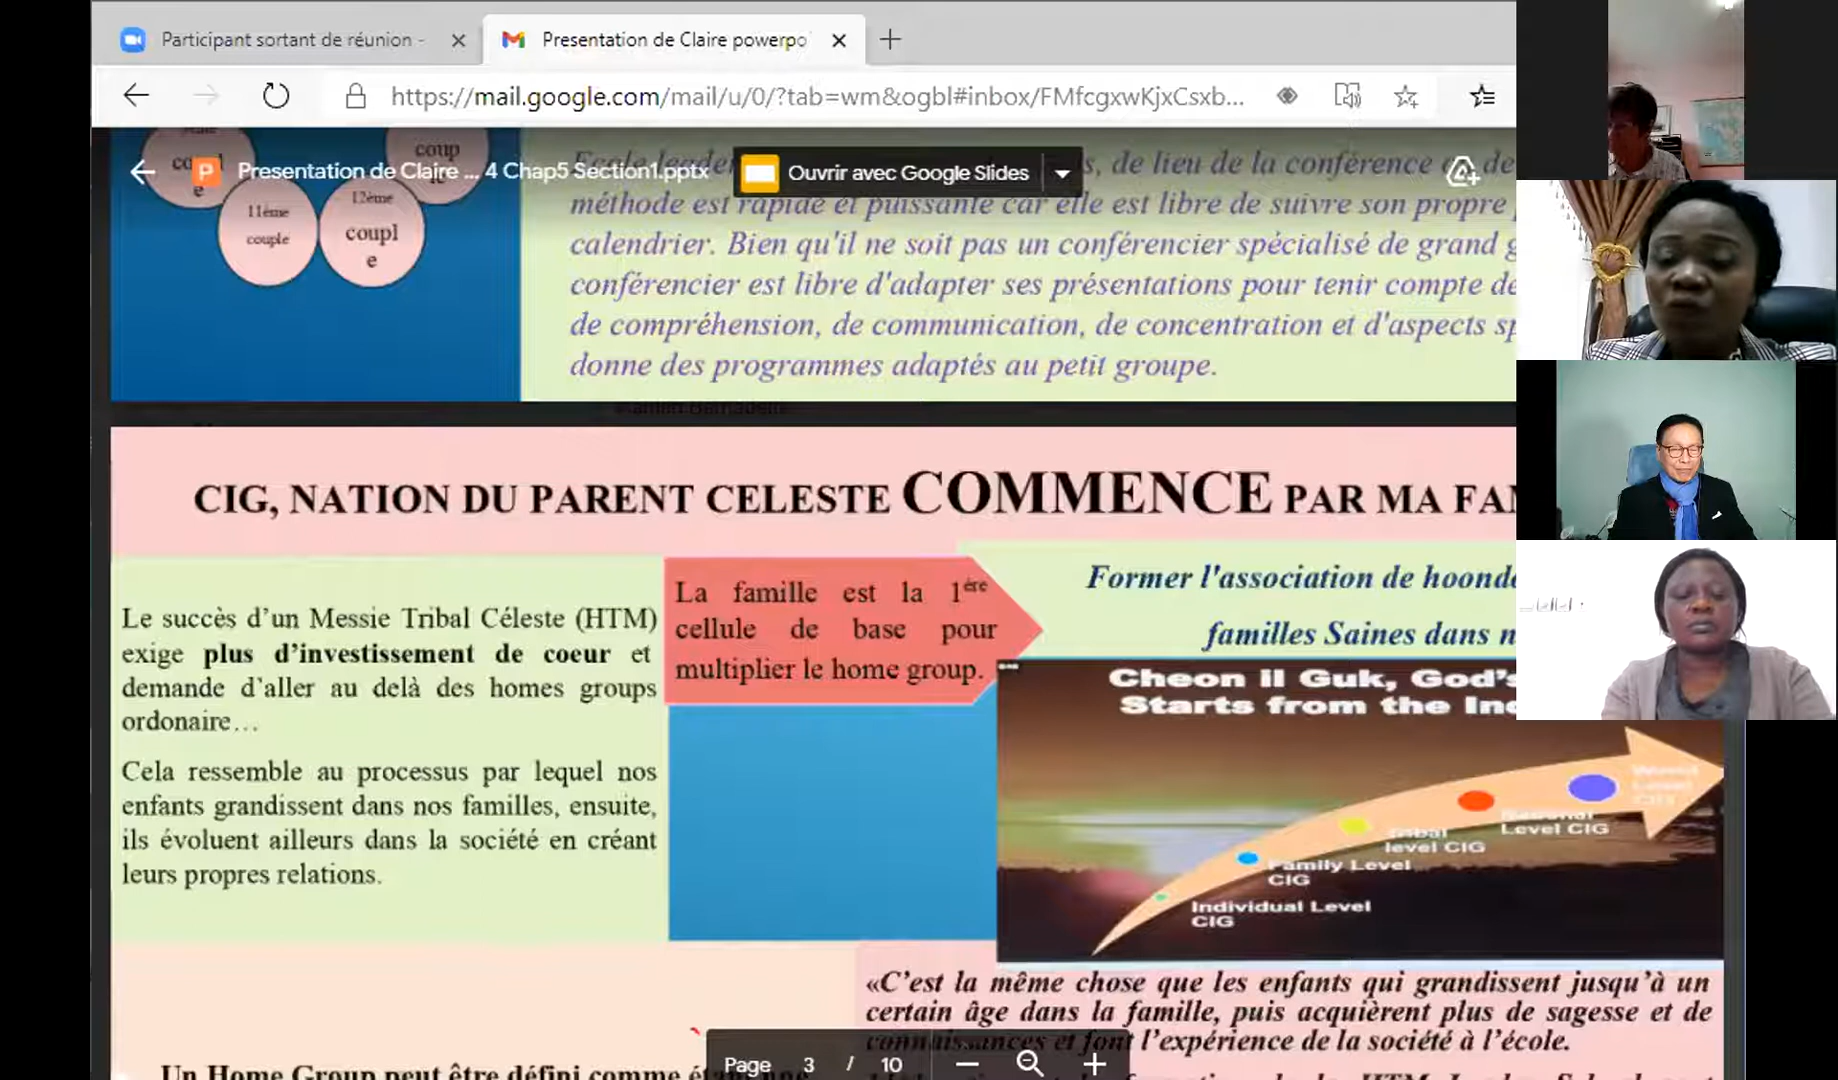 Participant sortant de réunion -
Presentation de Claire powerpo
https://mail.google.com/mail/u/0/?tab=wm&ogbl#inbox/FMfcgxwKjxCsxb...
Presentation de Claire ... 4 Chap5 Section1.pptx
Ouvrir avec Google Slides
coup
11ème
couple
12ème
coupl
e
s, de lieu de la conférence
méthode est rapide et puissante car elle est libre de suivre son propre
calendrier. Bien qu'il ne soit pas un conférencier spécialisé de grand
conférencier est libre d'adapter ses présentations pour tenir compte de
de compréhension, de communication, de concentration et d'aspects sp
donne des programmes adaptés au petit groupe.
CIG, NATION DU PARENT CELESTE COMMENCE PAR MA FA
Le succès d’un Messie Tribal Céleste (HTM)
exige plus d’investissement de coeur et
demande d’aller au delà des homes groups
ordonaire…
Cela ressemble au processus par lequel nos
enfants grandissent dans nos familles, ensuite,
ils évoluent ailleurs dans la société en créant
leurs propres relations.
La famille est la 1ère
cellule de base pour
multiplier le home group.
Former l'association de hoond
familles Saines dans n
Cheon il Guk, God's
Starts from the In
Level CIG
level CIG
Family Level
CIG
Individual Level
CIG
«C’est la même chose que les enfants qui grandissent jusqu’à un
certain âge dans la famille, puis acquièrent plus de sagesse et de
connaissances et font l’expérience de la société à l’école.
Un Home Group peut être défini comme
Page 3 / 10